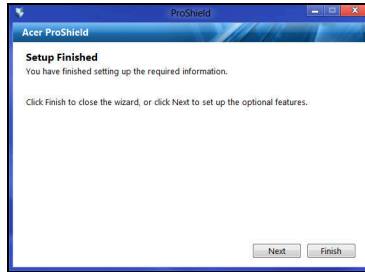 ProShield
Acer ProShield
Setup Finished
You have finished setting up the required information.
Click Finish to close the wizard, or click Next to set up the optional features.
Next Finish